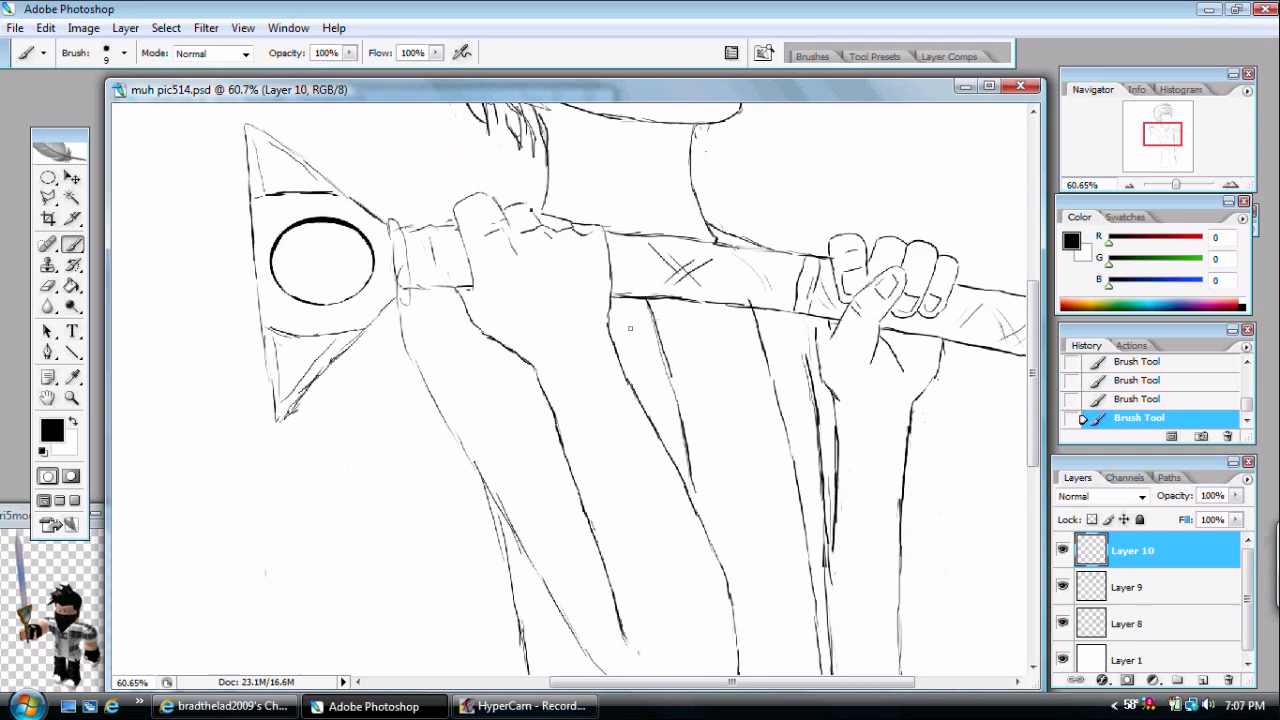 Adobe Photoshop
File Edit Image Layer Select Filter View Window Help
Brush: 9 Mode: Normal Opacity: 100% Flow: 100% Brushes Tool Presets Layer Comps
muh pic514.psd @ 60.7% (Layer 10, RGB/8)
Navigator Info Histogram
60.65%
Color Swatches
R 0
G 0
B 0
History Actions
Brush Tool
Brush Tool
Brush Tool
Brush Tool
Layers Channels Paths
Normal Opacity: 100%
Lock: Fill: 100%
Layer 10
Layer 9
Layer 8
Layer 1
60.65% Doc: 23.1M/16.6M
bradthelad2009's Ch... Adobe Photoshop HyperCam - Record... 58° 7:07 PM